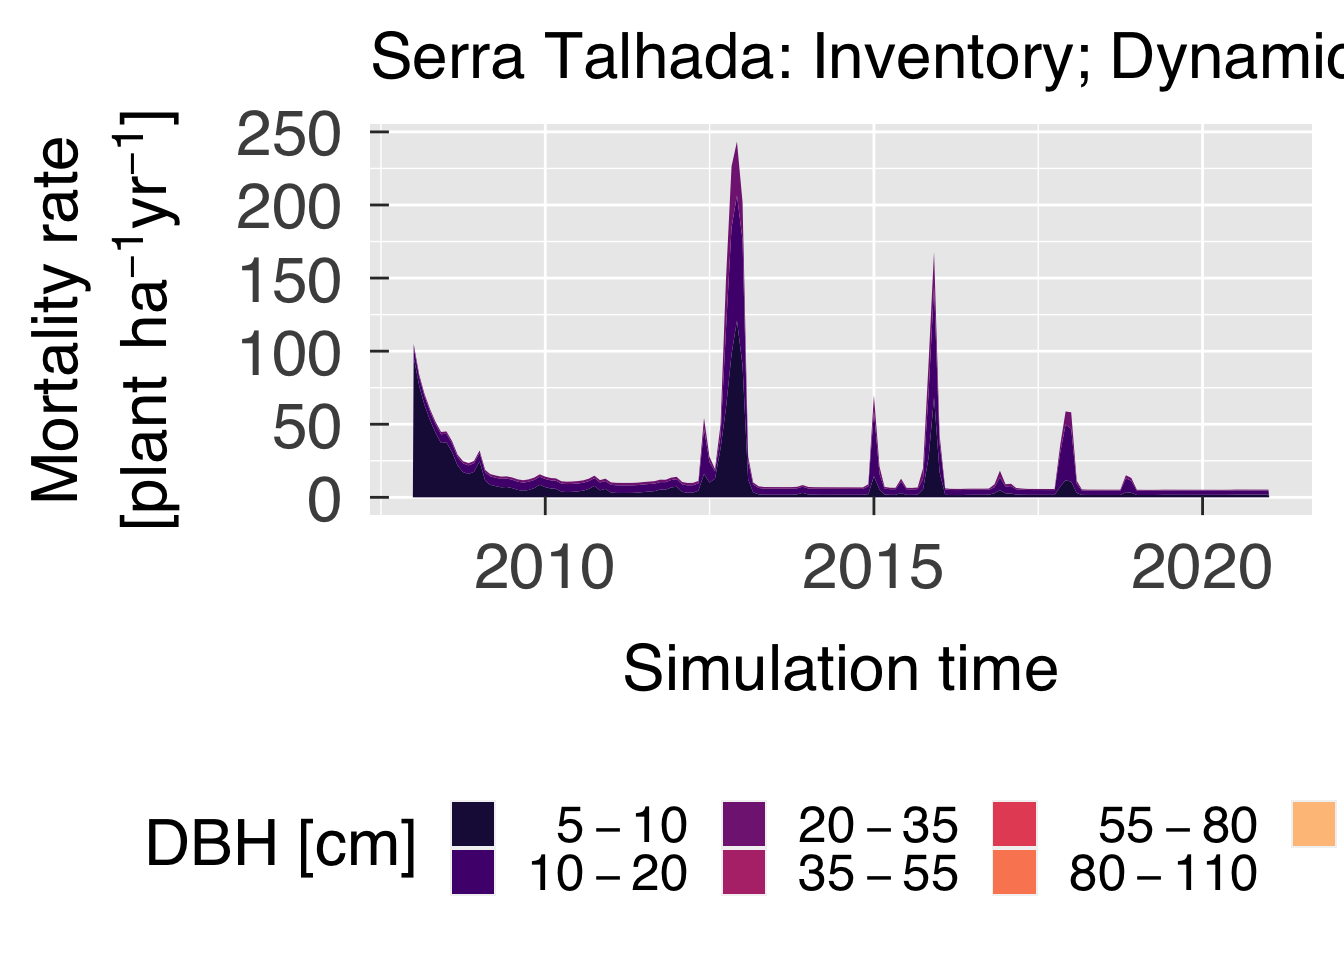 Serra Talhada: Inventory; Dynamic
Mortality rate
[plant ha⁻¹yr⁻¹]
250
200
150
100
50
0
2010 2015 2020
Simulation time
DBH [cm]
5 – 10 20 – 35 55 – 80
10 – 20 35 – 55 80 – 110